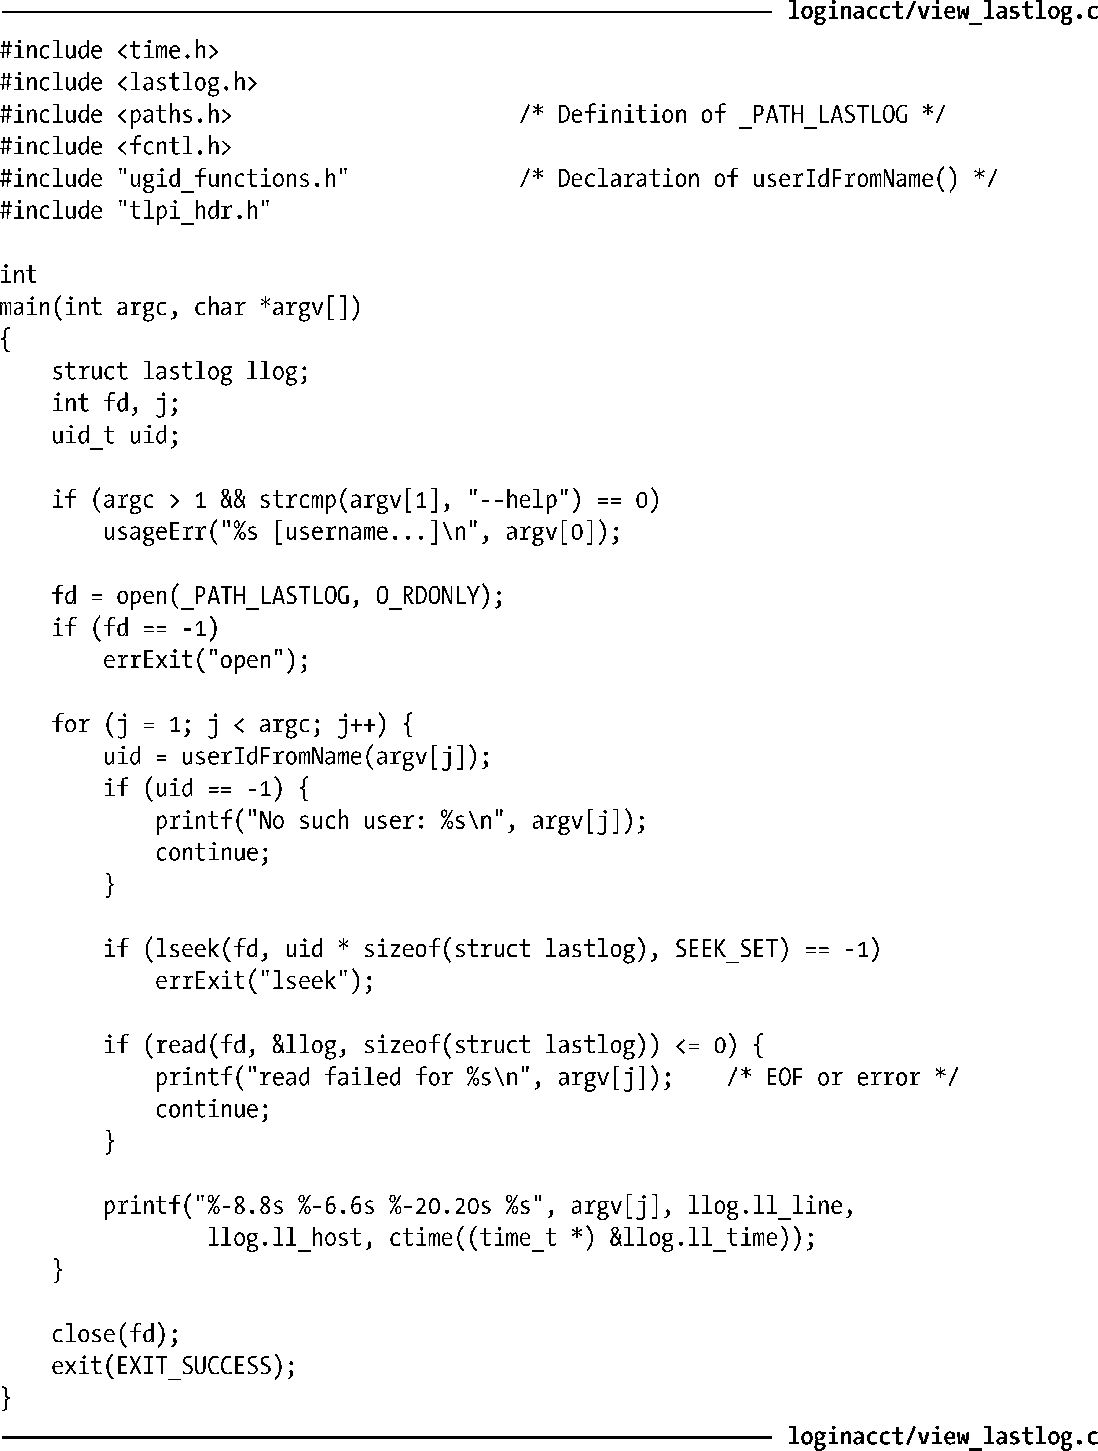 loginacct/view_lastlog.c
#include <time.h>
#include <lastlog.h>
#include <paths.h>                      /* Definition of _PATH_LASTLOG */
#include <fcntl.h>
#include "ugid_functions.h"             /* Declaration of userIdFromName() */
#include "tlpi_hdr.h"

int
main(int argc, char *argv[])
{
    struct lastlog llog;
    int fd, j;
    uid_t uid;

    if (argc > 1 && strcmp(argv[1], "--help") == 0)
        usageErr("%s [username...]\n", argv[0]);

    fd = open(_PATH_LASTLOG, O_RDONLY);
    if (fd == -1)
        errExit("open");

    for (j = 1; j < argc; j++) {
        uid = userIdFromName(argv[j]);
        if (uid == -1) {
            printf("No such user: %s\n", argv[j]);
            continue;
        }

        if (lseek(fd, uid * sizeof(struct lastlog), SEEK_SET) == -1)
            errExit("lseek");

        if (read(fd, &llog, sizeof(struct lastlog)) <= 0) {
            printf("read failed for %s\n", argv[j]);    /* EOF or error */
            continue;
        }

        printf("%-8.8s %-6.6s %-20.20s %s", argv[j], llog.ll_line,
                llog.ll_host, ctime((time_t *) &llog.ll_time));
    }

    close(fd);
    exit(EXIT_SUCCESS);
}
loginacct/view_lastlog.c